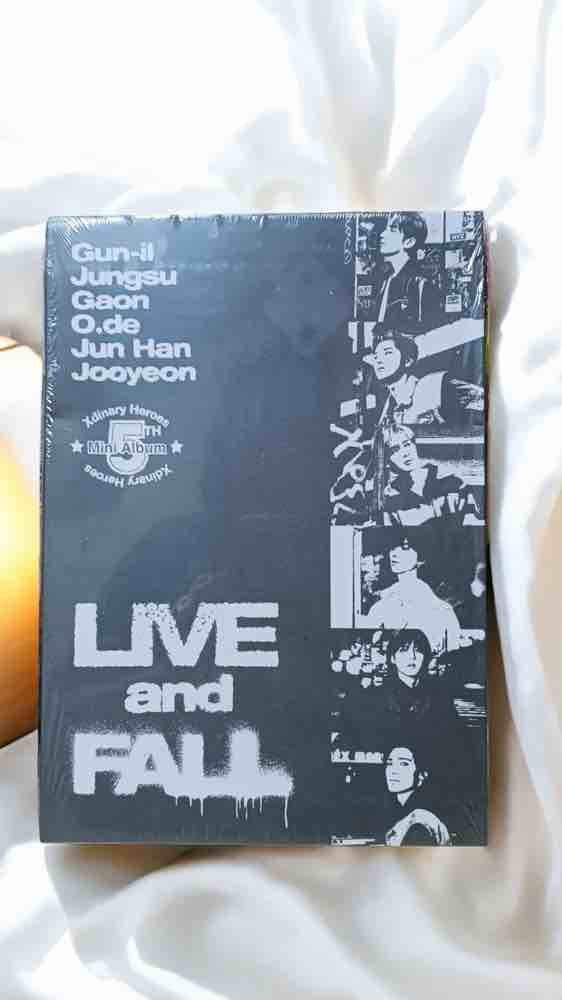 Gun-il
Jungsu
Gaon
O.de
Jun Han
Jooyeon
Xdinary Heroes
5TH
Mini Album
Xdinary Heroes
LIVE
and
FALL